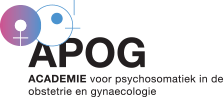 APOG
ACADEMIE voor psychosomatiek in de
obstetrie en gynaecologie